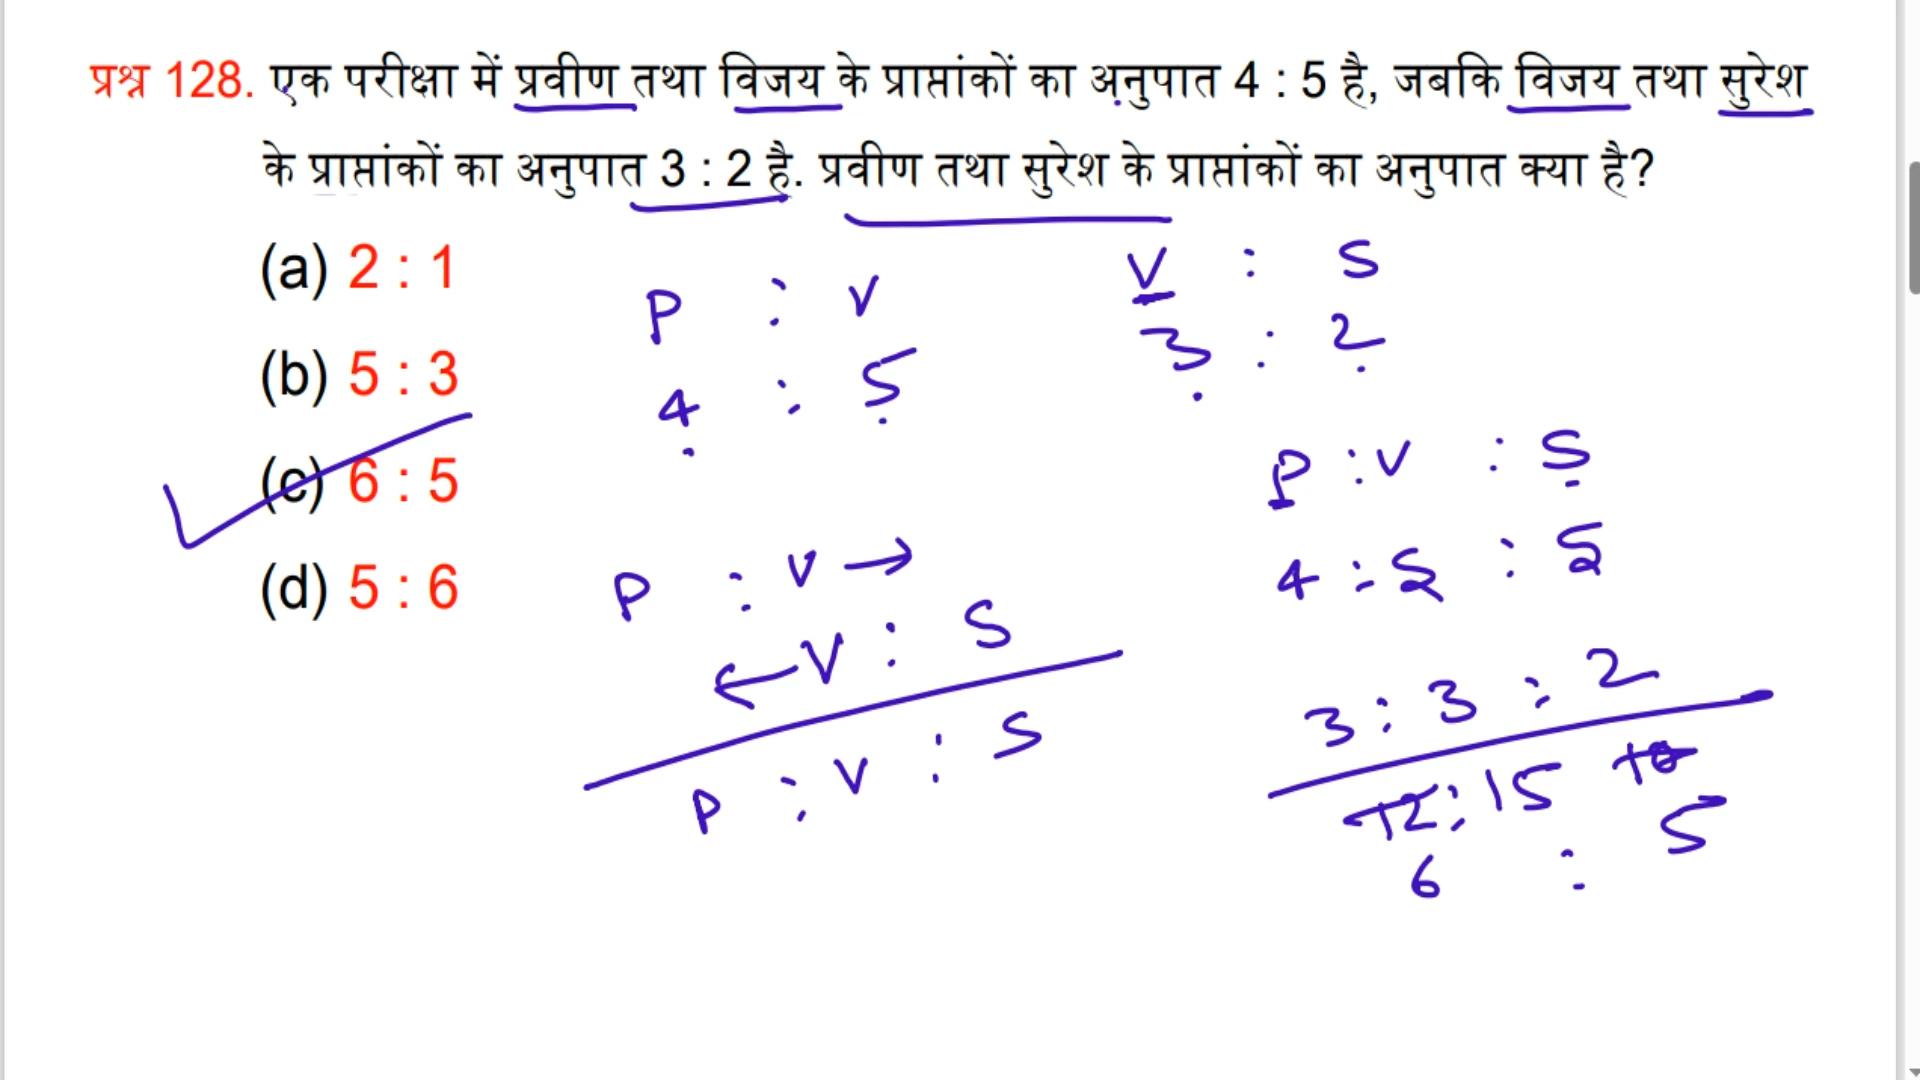 प्रश्न 128. एक परीक्षा में प्रवीण तथा विजय के प्राप्तांकों का अनुपात 4 : 5 है, जबकि विजय तथा सुरेश
के प्राप्तांकों का अनुपात 3 : 2 है. प्रवीण तथा सुरेश के प्राप्तांकों का अनुपात क्या है?
(a) 2 : 1
(b) 5 : 3
(c) 6 : 5
(d) 5 : 6
P : V
4 : 5
V : S
3 : 2
P : V →
← V : S
P : V : S
P : V : S
4 : 5 : 5
3 : 3 : 2
12 : 15 10
6 : 5